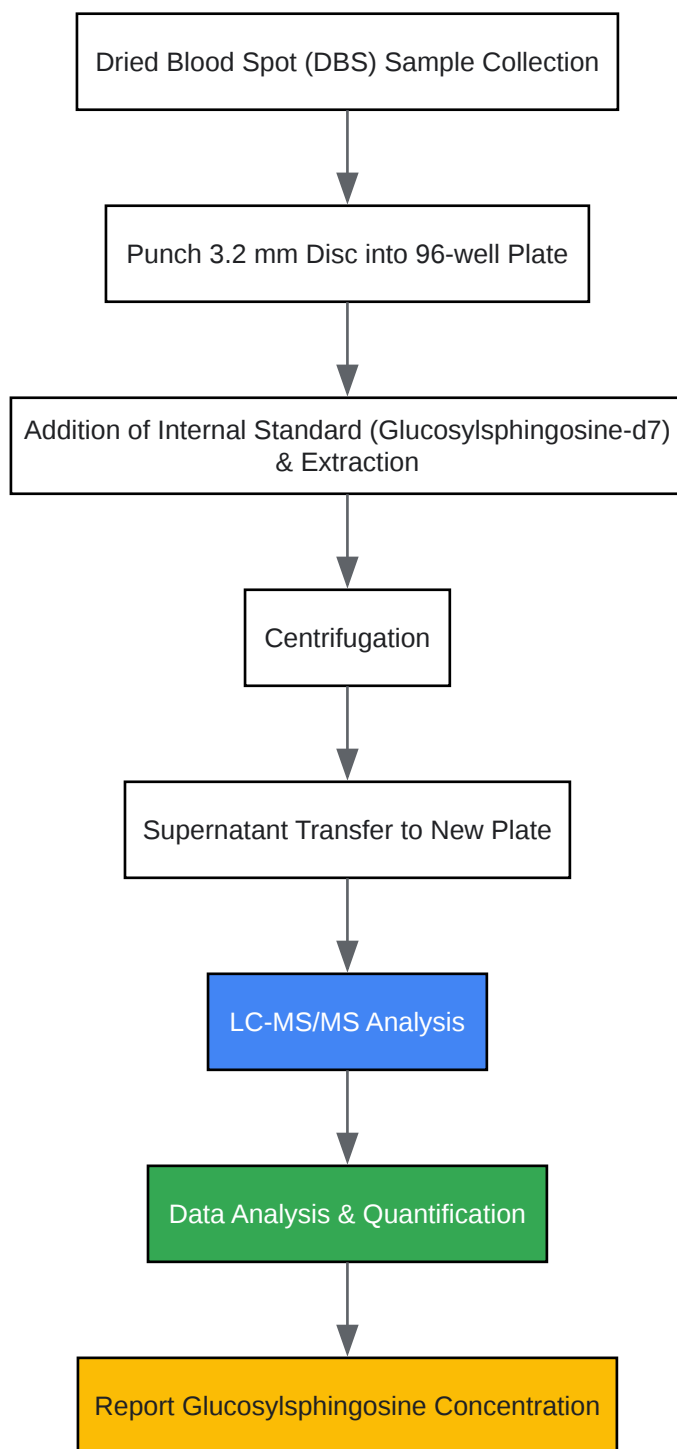 Dried Blood Spot (DBS) Sample Collection
Punch 3.2 mm Disc into 96-well Plate
Addition of Internal Standard (Glucosylsphingosine-d7)
& Extraction
Centrifugation
Supernatant Transfer to New Plate
LC-MS/MS Analysis
Data Analysis & Quantification
Report Glucosylsphingosine Concentration